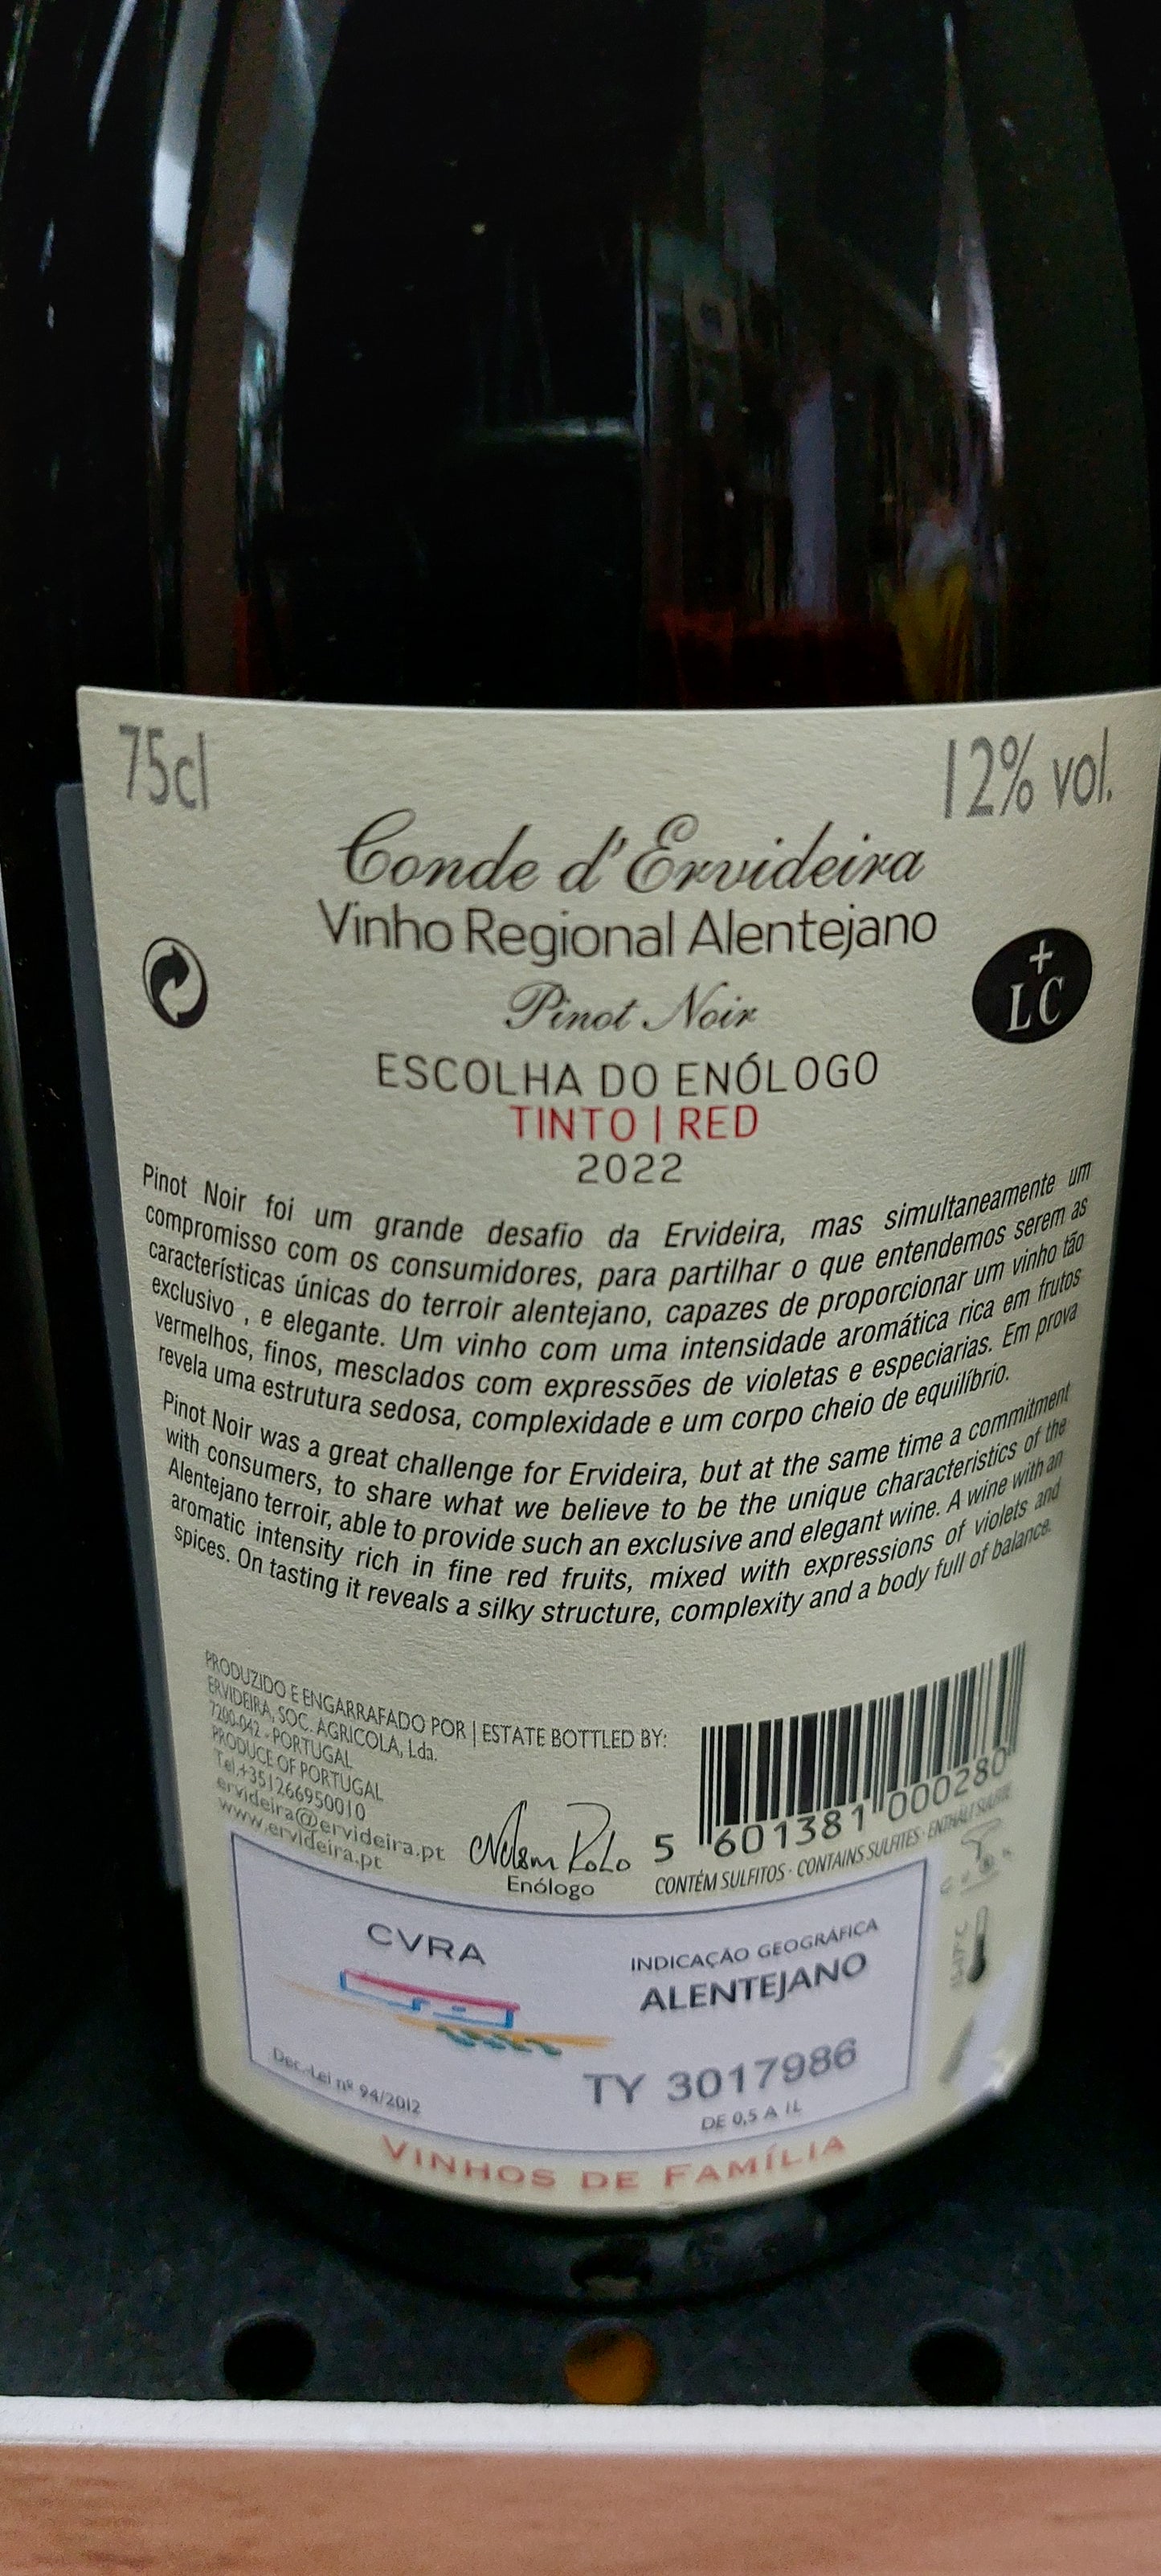 75cl
12% vol.
Conde d'Ervideira
Vinho Regional Alentejano
+
LC
Pinot Noir
ESCOLHA DO ENÓLOGO
TINTO | RED
2022
Pinot Noir foi um grande desafio da Ervideira, mas simultaneamente um
compromisso com os consumidores, para partilhar o que entendemos serem as
características únicas do terroir alentejano, capazes de proporcionar um vinho tão
exclusivo , e elegante. Um vinho com uma intensidade aromática rica em frutos
vermelhos, finos, mesclados com expressões de violetas e especiarias. Em prova
revela uma estrutura sedosa, complexidade e um corpo cheio de equilíbrio.
Pinot Noir was a great challenge for Ervideira, but at the same time a commitment
with consumers, to share what we believe to be the unique characteristics of the
Alentejano terroir, able to provide such an exclusive and elegant wine. A wine with an
aromatic intensity rich in fine red fruits, mixed with expressions of violets and
spices. On tasting it reveals a silky structure, complexity and a body full of balance.
PRODUZIDO E ENGARRAFADO POR | ESTATE BOTTLED BY:
ERVIDEIRA, SOC. AGRICOLA, Lda.
7200-042 - PORTUGAL
PRODUCE OF PORTUGAL
Tel.+351266950010
ervideira@ervideira.pt
www.ervideira.pt
Nelson Rolo
Enólogo
5 601381 000280
CONTÉM SULFITOS · CONTAINS SULFITES · ENTHÄLT SULFITE
CVRA
INDICAÇÃO GEOGRÁFICA
ALENTEJANO
TY 3017986
DE 0,5 A 1L
Dec.-Lei nº 94/2012
VINHOS DE FAMÍLIA